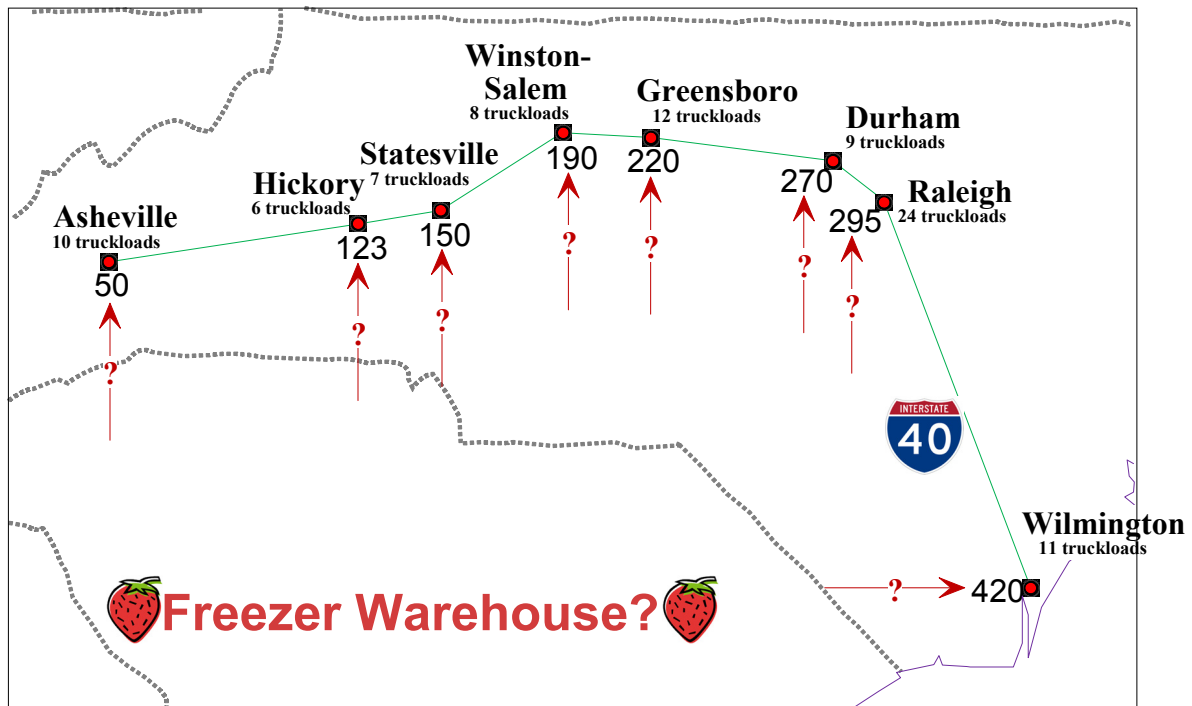 Winston-
Salem
8 truckloads
Greensboro
12 truckloads
Durham
9 truckloads
Statesville
7 truckloads
190
220
Hickory
6 truckloads
270
Raleigh
24 truckloads
Asheville
10 truckloads
150
295
123
50
?
?
?
?
?
?
?
INTERSTATE
40
Wilmington
11 truckloads
?
420
Freezer Warehouse?